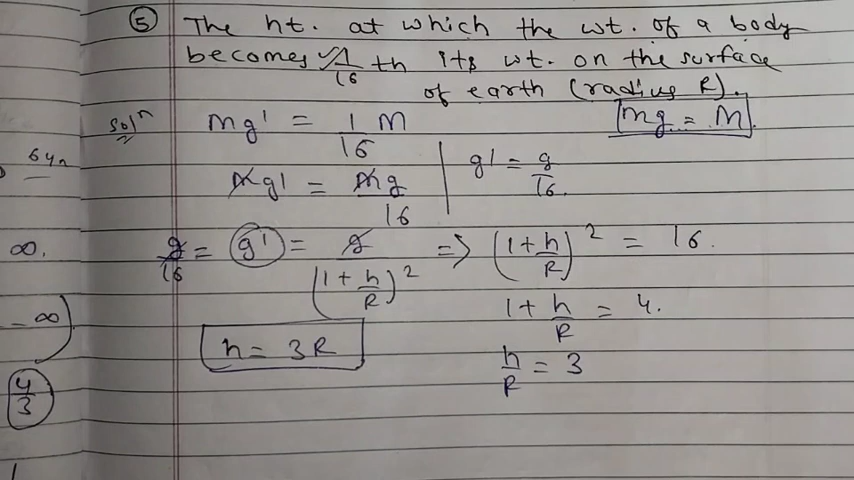 ⑤ The ht. at which the wt. of a body
becomes 1/16 th its wt. on the surface
of earth (radius R).
solⁿ mg' = 1/16 M
mg = M
mg' = mg/16 | g' = g/16.
g/16 = g' = g/(1 + h/R)² => (1 + h/R)² = 16.
1 + h/R = 4.
h = 3R
h/R = 3
∞.
- ∞)
4/3